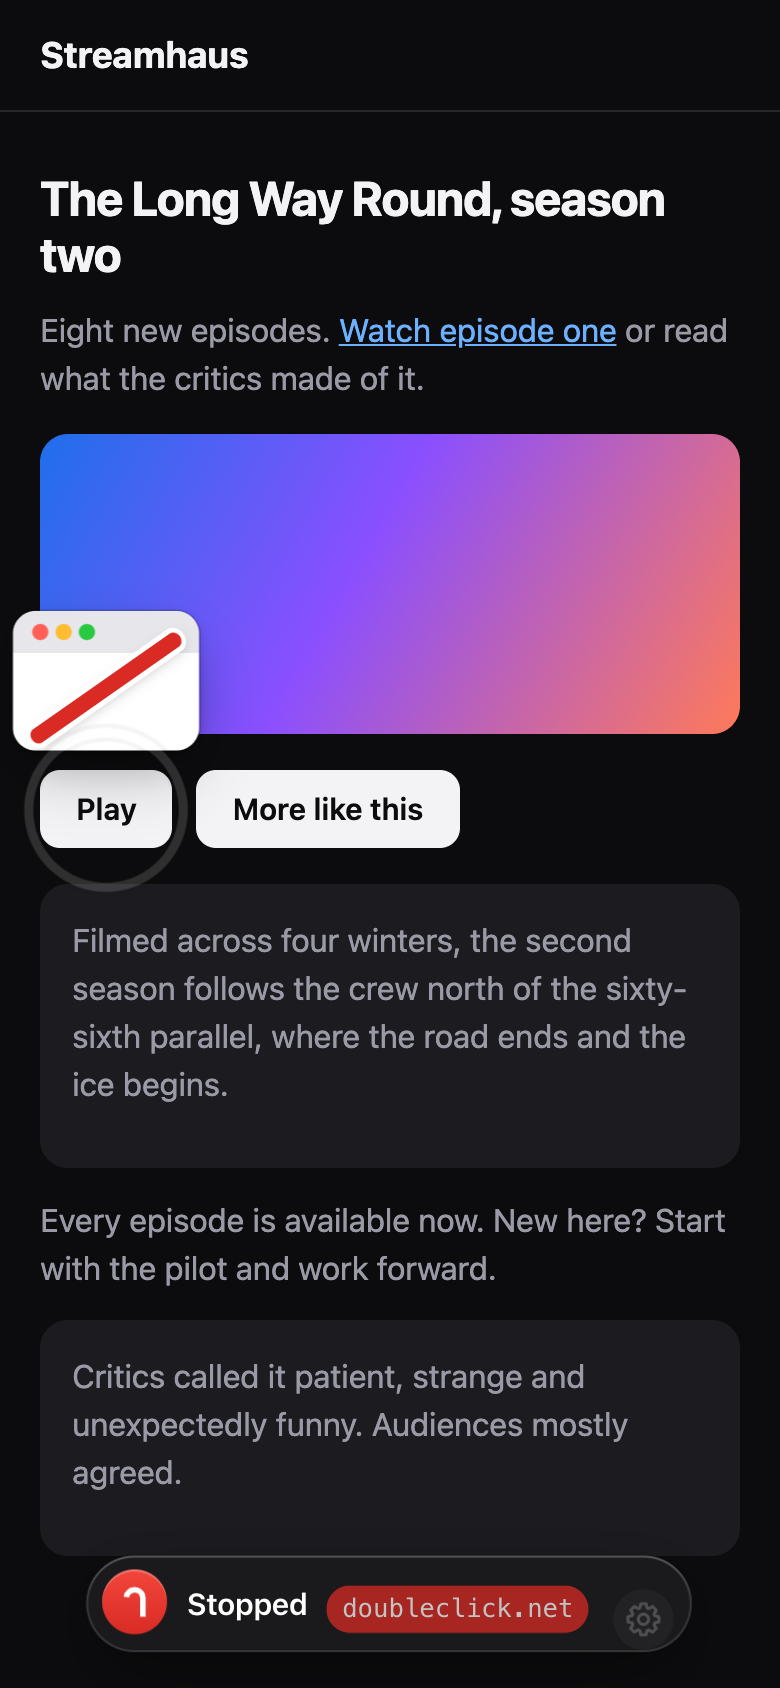 Streamhaus
The Long Way Round, season
two
Eight new episodes. Watch episode one or read
what the critics made of it.
Play
More like this
Filmed across four winters, the second
season follows the crew north of the sixty-
sixth parallel, where the road ends and the
ice begins.
Every episode is available now. New here? Start
with the pilot and work forward.
Critics called it patient, strange and
unexpectedly funny. Audiences mostly
agreed.
Stopped doubleclick.net